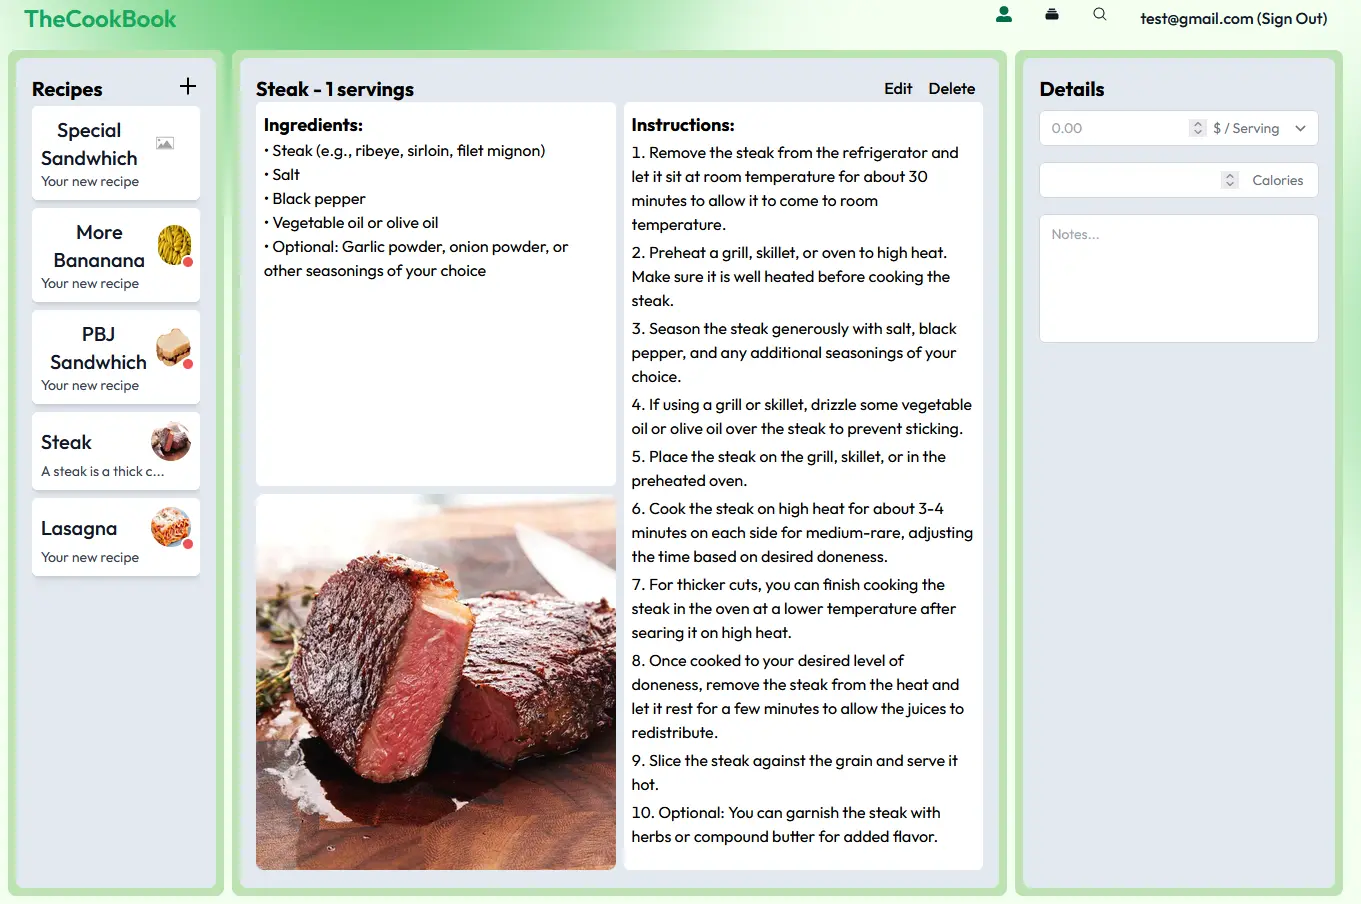 TheCookBook
test@gmail.com (Sign Out)
Recipes
Special
Sandwhich
Your new recipe
More
Bananana
Your new recipe
PBJ
Sandwhich
Your new recipe
Steak
A steak is a thick c...
Lasagna
Your new recipe
Steak - 1 servings
Edit Delete
Ingredients:
• Steak (e.g., ribeye, sirloin, filet mignon)
• Salt
• Black pepper
• Vegetable oil or olive oil
• Optional: Garlic powder, onion powder, or
other seasonings of your choice
Instructions:
1. Remove the steak from the refrigerator and
let it sit at room temperature for about 30
minutes to allow it to come to room
temperature.
2. Preheat a grill, skillet, or oven to high heat.
Make sure it is well heated before cooking the
steak.
3. Season the steak generously with salt, black
pepper, and any additional seasonings of your
choice.
4. If using a grill or skillet, drizzle some vegetable
oil or olive oil over the steak to prevent sticking.
5. Place the steak on the grill, skillet, or in the
preheated oven.
6. Cook the steak on high heat for about 3-4
minutes on each side for medium-rare, adjusting
the time based on desired doneness.
7. For thicker cuts, you can finish cooking the
steak in the oven at a lower temperature after
searing it on high heat.
8. Once cooked to your desired level of
doneness, remove the steak from the heat and
let it rest for a few minutes to allow the juices to
redistribute.
9. Slice the steak against the grain and serve it
hot.
10. Optional: You can garnish the steak with
herbs or compound butter for added flavor.
Details
0.00 $ / Serving
Calories
Notes...